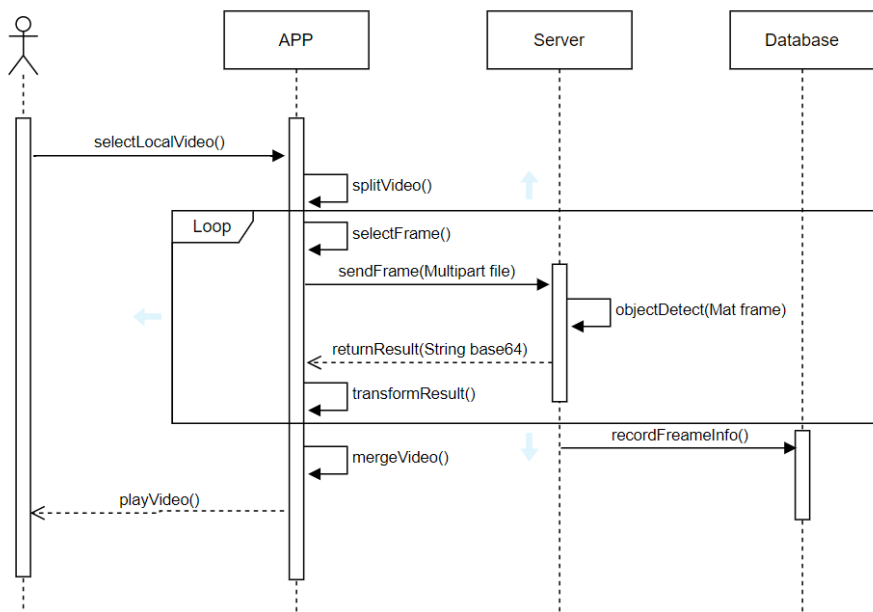 APP
Server
Database
selectLocalVideo()
splitVideo()
Loop
selectFrame()
sendFrame(Multipart file)
objectDetect(Mat frame)
returnResult(String base64)
transformResult()
recordFreameInfo()
mergeVideo()
playVideo()